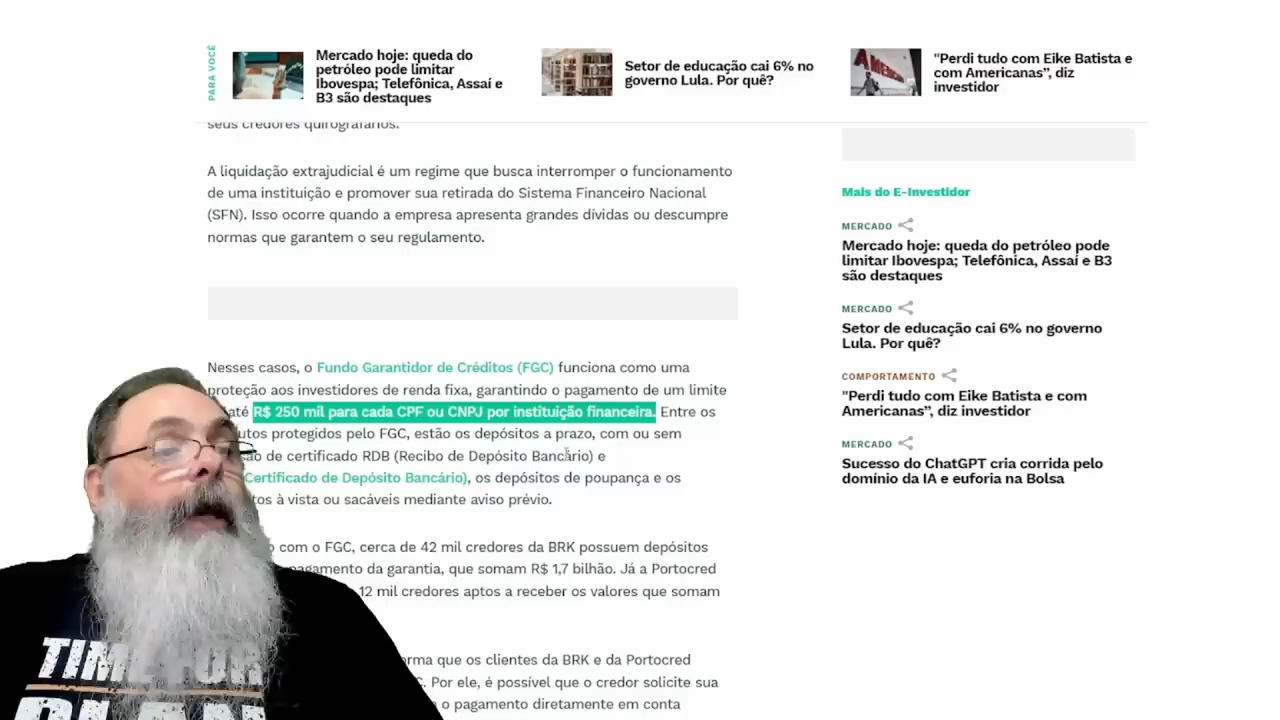 PARA VOCÊ
Mercado hoje: queda do
petróleo pode limitar
Ibovespa; Telefônica, Assaí e
B3 são destaques
Setor de educação cai 6% no
governo Lula. Por quê?
"Perdi tudo com Eike Batista e
com Americanas", diz
investidor
seus credores quirografários.
A liquidação extrajudicial é um regime que busca interromper o funcionamento
de uma instituição e promover sua retirada do Sistema Financeiro Nacional
(SFN). Isso ocorre quando a empresa apresenta grandes dívidas ou descumpre
normas que garantem o seu regulamento.
Nesses casos, o Fundo Garantidor de Créditos (FGC) funciona como uma
proteção aos investidores de renda fixa, garantindo o pagamento de um limite
até R$ 250 mil para cada CPF ou CNPJ por instituição financeira. Entre os
utos protegidos pelo FGC, estão os depósitos a prazo, com ou sem
são de certificado RDB (Recibo de Depósito Bancário) e
Certificado de Depósito Bancário), os depósitos de poupança e os
tos à vista ou sacáveis mediante aviso prévio.
o com o FGC, cerca de 42 mil credores da BRK possuem depósitos
pagamento da garantia, que somam R$ 1,7 bilhão. Já a Portocred
12 mil credores aptos a receber os valores que somam
orma que os clientes da BRK e da Portocred
C. Por ele, é possível que o credor solicite sua
o pagamento diretamente em conta
Mais do E-Investidor
MERCADO
Mercado hoje: queda do petróleo pode
limitar Ibovespa; Telefônica, Assaí e B3
são destaques
MERCADO
Setor de educação cai 6% no governo
Lula. Por quê?
COMPORTAMENTO
"Perdi tudo com Eike Batista e com
Americanas", diz investidor
MERCADO
Sucesso do ChatGPT cria corrida pelo
domínio da IA e euforia na Bolsa
TIME FOR
PLAN